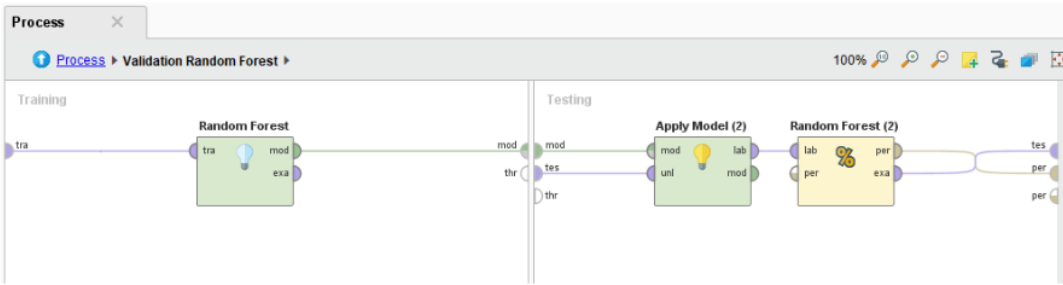 Process
Process ▸ Validation Random Forest ▸ 100%
Training
Testing
Random Forest
Apply Model (2) Random Forest (2)
tra tra mod exa mod thr
mod tes thr mod unl lab mod lab per per exa tes per per